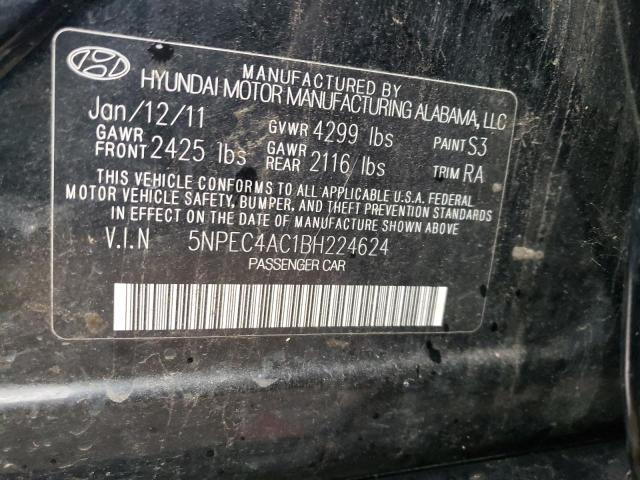 MANUFACTURED BY
HYUNDAI MOTOR MANUFACTURING ALABAMA, LLC
Jan/12/11 GVWR 4299 lbs PAINT S3
GAWR FRONT 2425 lbs GAWR REAR 2116 lbs TRIM RA
THIS VEHICLE CONFORMS TO ALL APPLICABLE U.S.A. FEDERAL
MOTOR VEHICLE SAFETY, BUMPER, AND THEFT PREVENTION STANDARDS
IN EFFECT ON THE DATE OF MANUFACTURE SHOWN ABOVE.
V.I.N 5NPEC4AC1BH224624
PASSENGER CAR